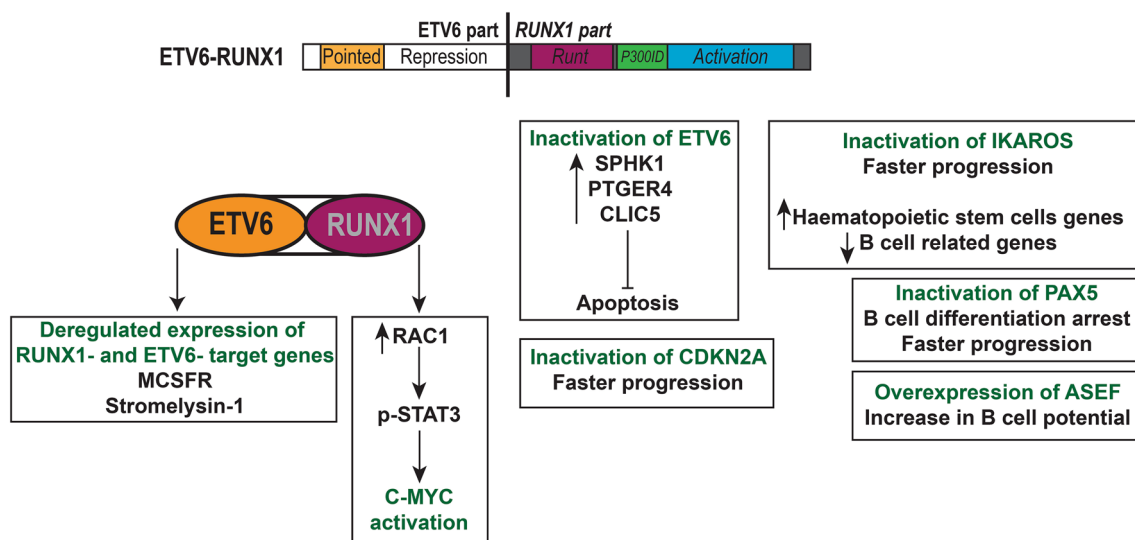 ETV6 part RUNX1 part
ETV6-RUNX1 Pointed Repression Runt P300ID Activation
ETV6 RUNX1
Deregulated expression of
RUNX1- and ETV6- target genes
MCSFR
Stromelysin-1
RAC1
p-STAT3
C-MYC
activation
Inactivation of ETV6
SPHK1
PTGER4
CLIC5
Apoptosis
Inactivation of CDKN2A
Faster progression
Inactivation of IKAROS
Faster progression
Haematopoietic stem cells genes
B cell related genes
Inactivation of PAX5
B cell differentiation arrest
Faster progression
Overexpression of ASEF
Increase in B cell potential